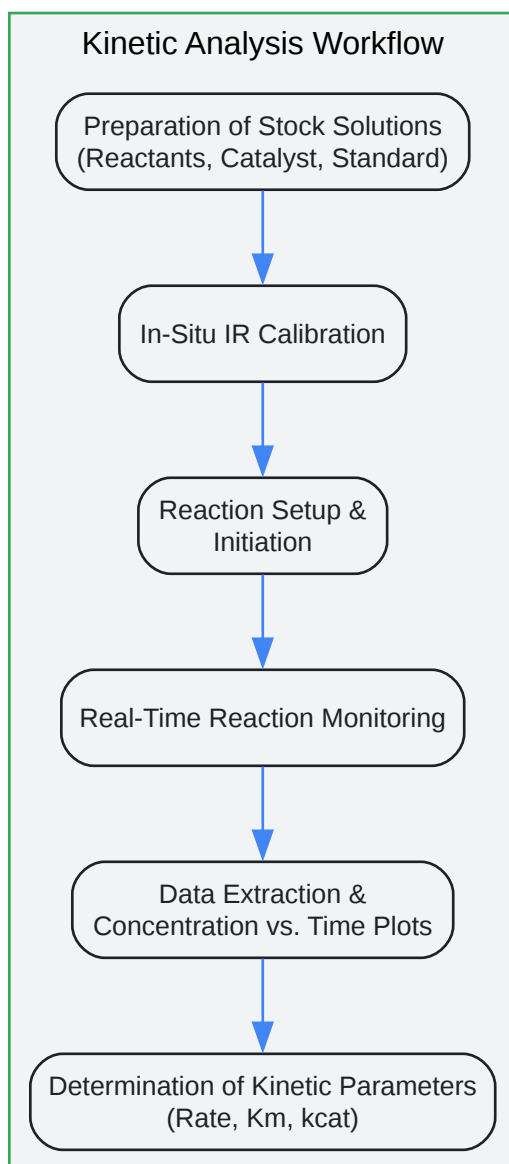 Kinetic Analysis Workflow
Preparation of Stock Solutions
(Reactants, Catalyst, Standard)
In-Situ IR Calibration
Reaction Setup &
Initiation
Real-Time Reaction Monitoring
Data Extraction &
Concentration vs. Time Plots
Determination of Kinetic Parameters
(Rate, Km, kcat)